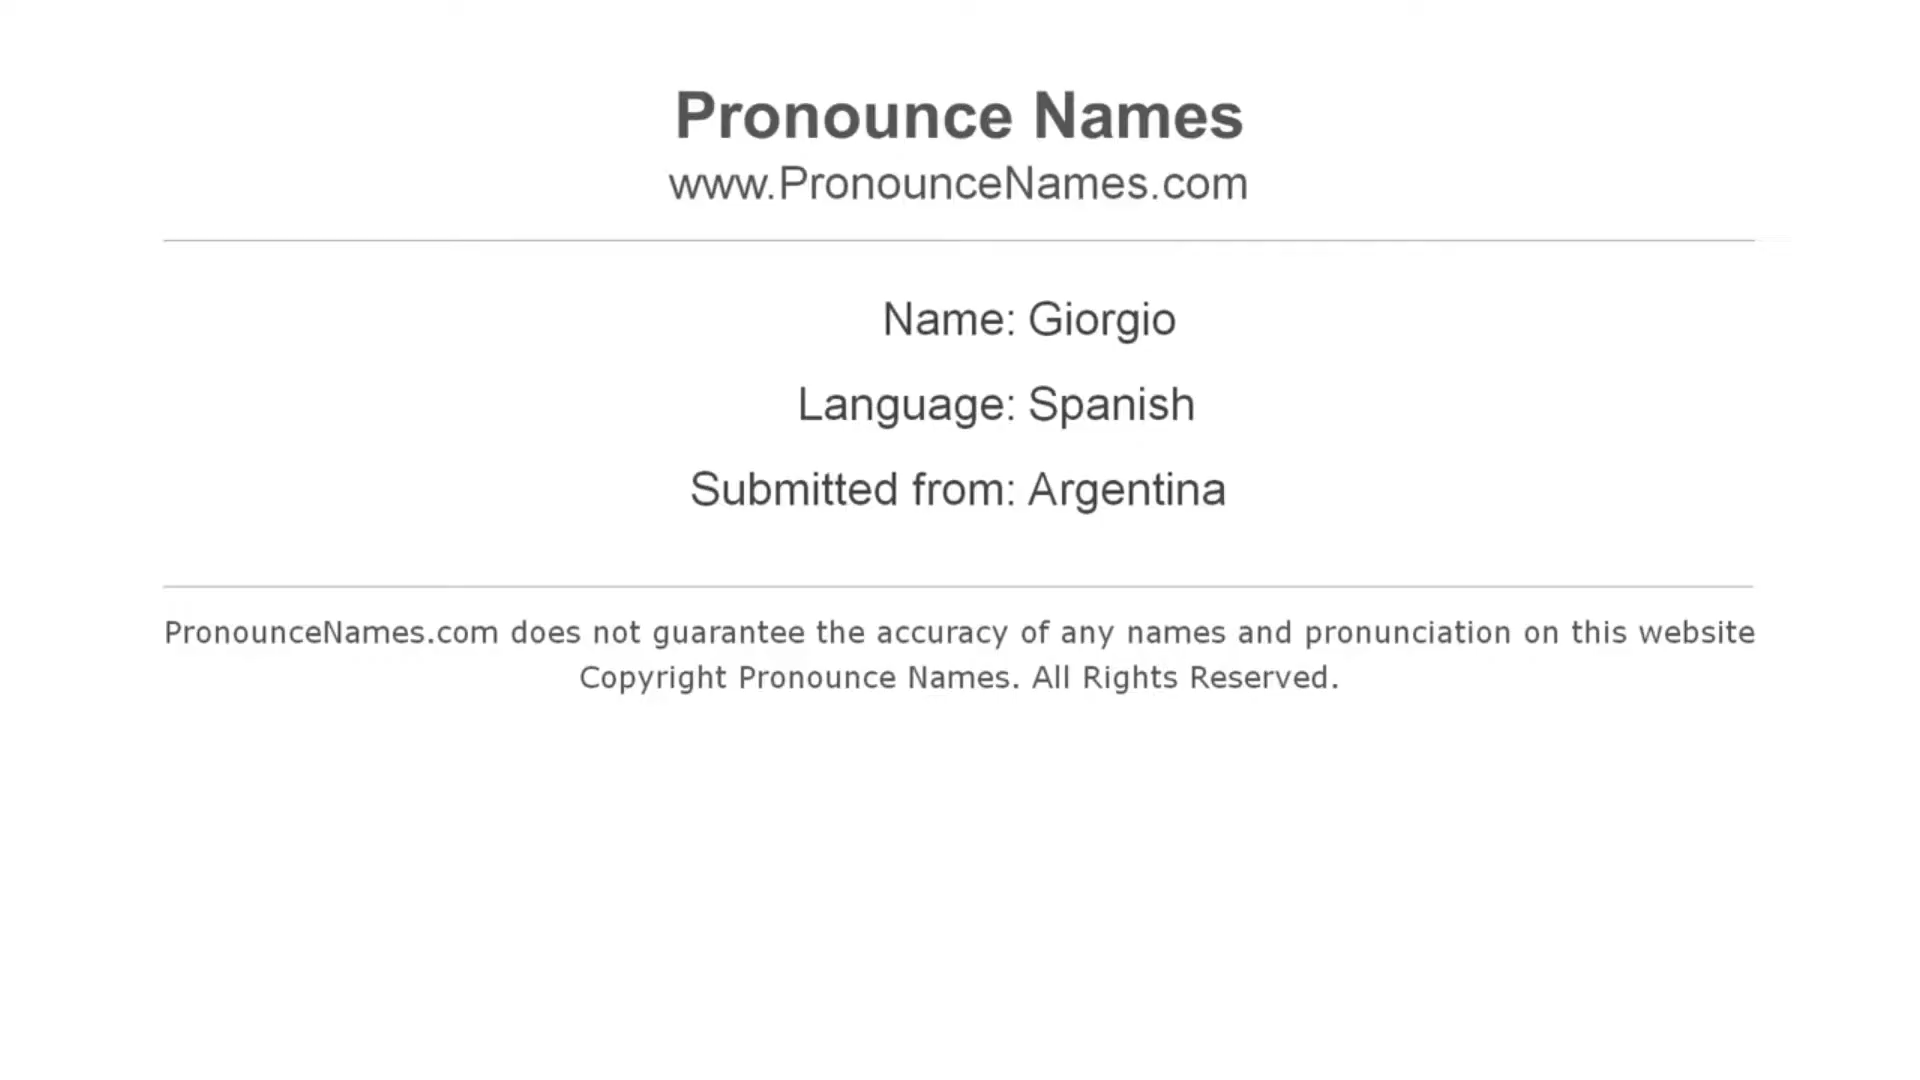 Pronounce Names
www.PronounceNames.com
Name: Giorgio
Language: Spanish
Submitted from: Argentina
PronounceNames.com does not guarantee the accuracy of any names and pronunciation on this website
Copyright Pronounce Names. All Rights Reserved.